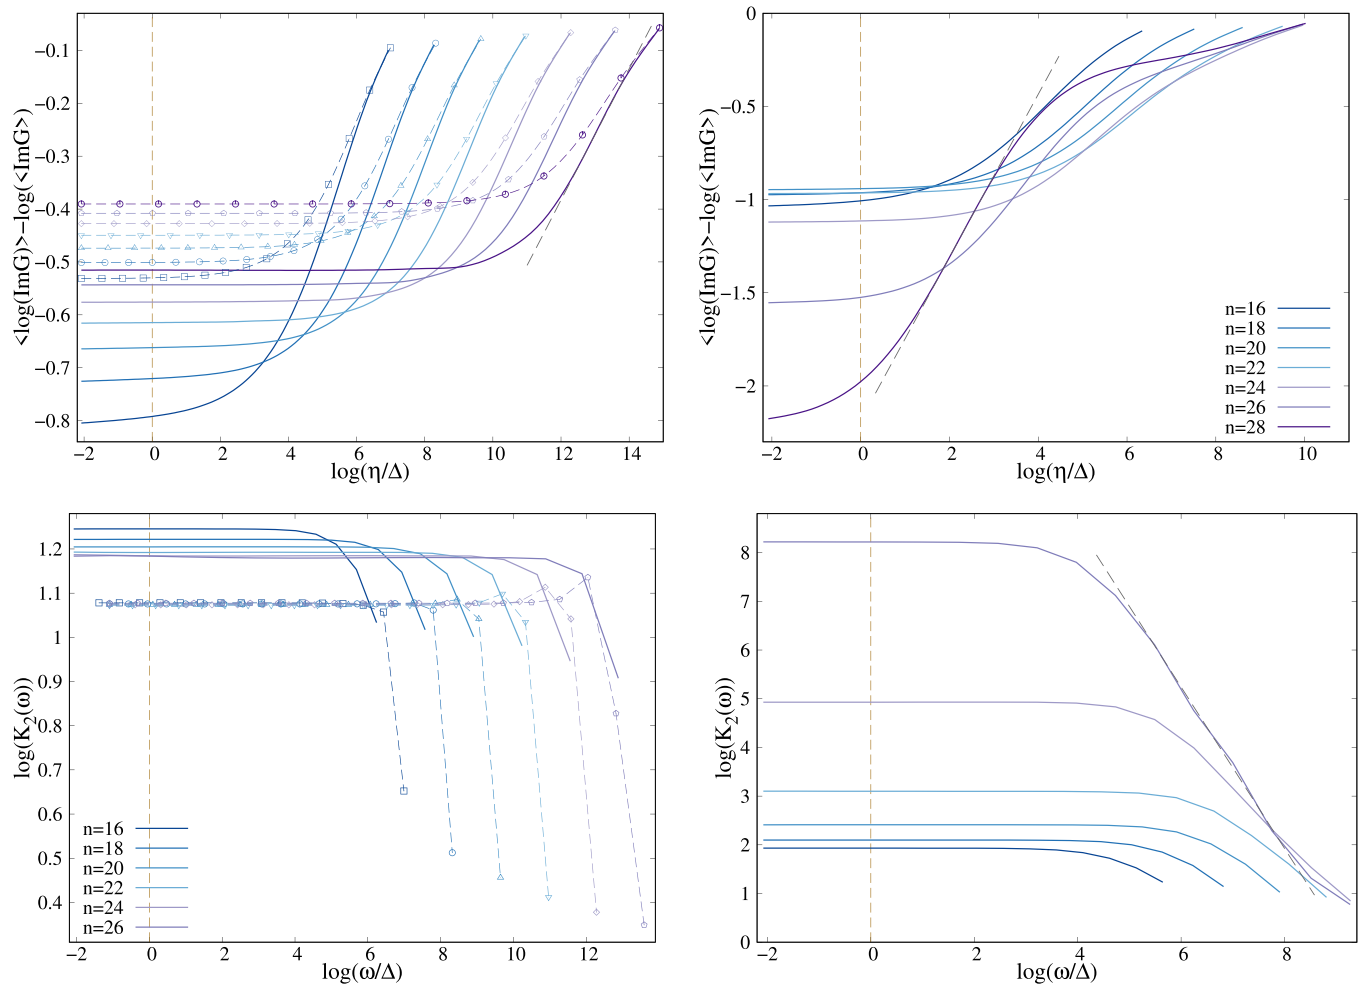 <log(ImG)>−log(<ImG>)
−0.1
−0.2
−0.3
−0.4
−0.5
−0.6
−0.7
−0.8
−2 0 2 4 6 8 10 12 14
log(η/Δ)
<log(ImG)>−log(<ImG>)
0
−0.5
−1
−1.5
−2
n=16
n=18
n=20
n=22
n=24
n=26
n=28
−2 0 2 4 6 8 10
log(η/Δ)
log(K2(ω))
1.2
1.1
1
0.9
0.8
0.7
0.6
0.5
0.4
n=16
n=18
n=20
n=22
n=24
n=26
−2 0 2 4 6 8 10 12
log(ω/Δ)
log(K2(ω))
8
7
6
5
4
3
2
1
0
−2 0 2 4 6 8
log(ω/Δ)